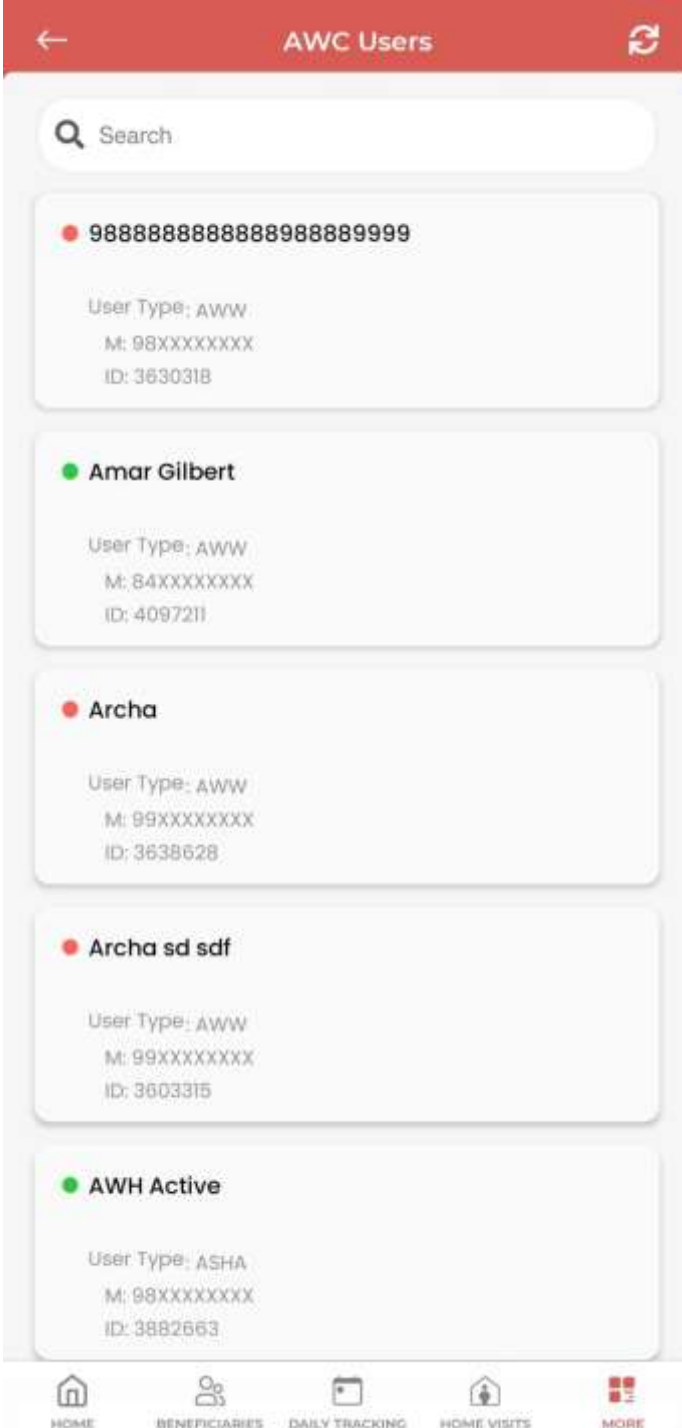 AWC Users
Search
9888888888888988889999
User Type: AWW
M: 98XXXXXXXX
ID: 3630318
Amar Gilbert
User Type: AWW
M: 84XXXXXXXX
ID: 4097211
Archa
User Type: AWW
M: 99XXXXXXXX
ID: 3638628
Archa sd sdf
User Type: AWW
M: 99XXXXXXXX
ID: 3603315
AWH Active
User Type: ASHA
M: 98XXXXXXXX
ID: 3882663
HOME BENEFICIARIES DAILY TRACKING HOME VISITS MORE